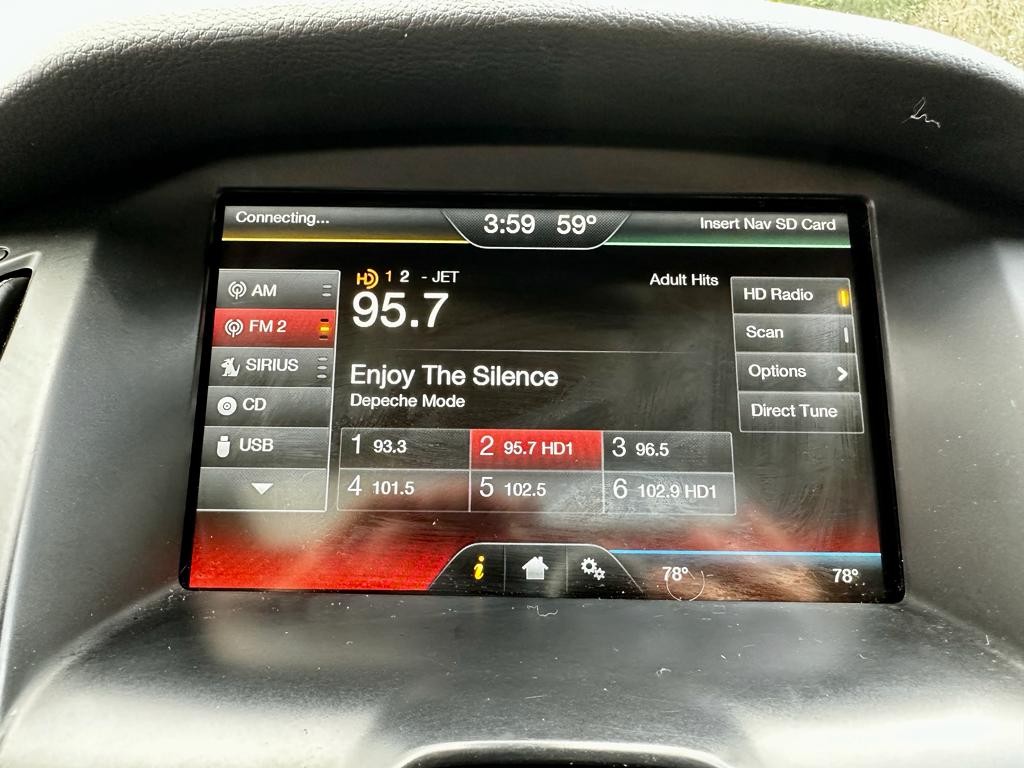 Connecting...
3:59 59°
Insert Nav SD Card
AM
FM 2
SIRIUS
CD
USB
HD 1 2 - JET
95.7
Adult Hits
Enjoy The Silence
Depeche Mode
1 93.3
2 95.7 HD1
3 96.5
4 101.5
5 102.5
6 102.9 HD1
HD Radio
Scan
Options
Direct Tune
i
78°
78°